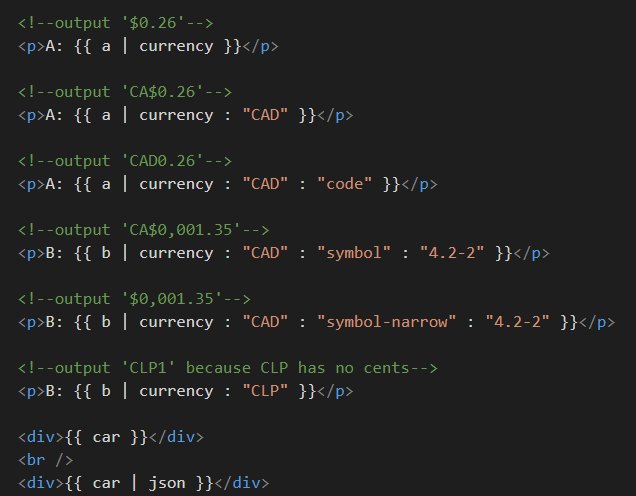 <!--output '$0.26'-->
<p>A: {{ a | currency }}</p>
<!--output 'CA$0.26'-->
<p>A: {{ a | currency : "CAD" }}</p>
<!--output 'CAD0.26'-->
<p>A: {{ a | currency : "CAD" : "code" }}</p>
<!--output 'CA$0,001.35'-->
<p>B: {{ b | currency : "CAD" : "symbol" : "4.2-2" }}</p>
<!--output '$0,001.35'-->
<p>B: {{ b | currency : "CAD" : "symbol-narrow" : "4.2-2" }}</p>
<!--output 'CLP1' because CLP has no cents-->
<p>B: {{ b | currency : "CLP" }}</p>
<div>{{ car }}</div>
<br />
<div>{{ car | json }}</div>